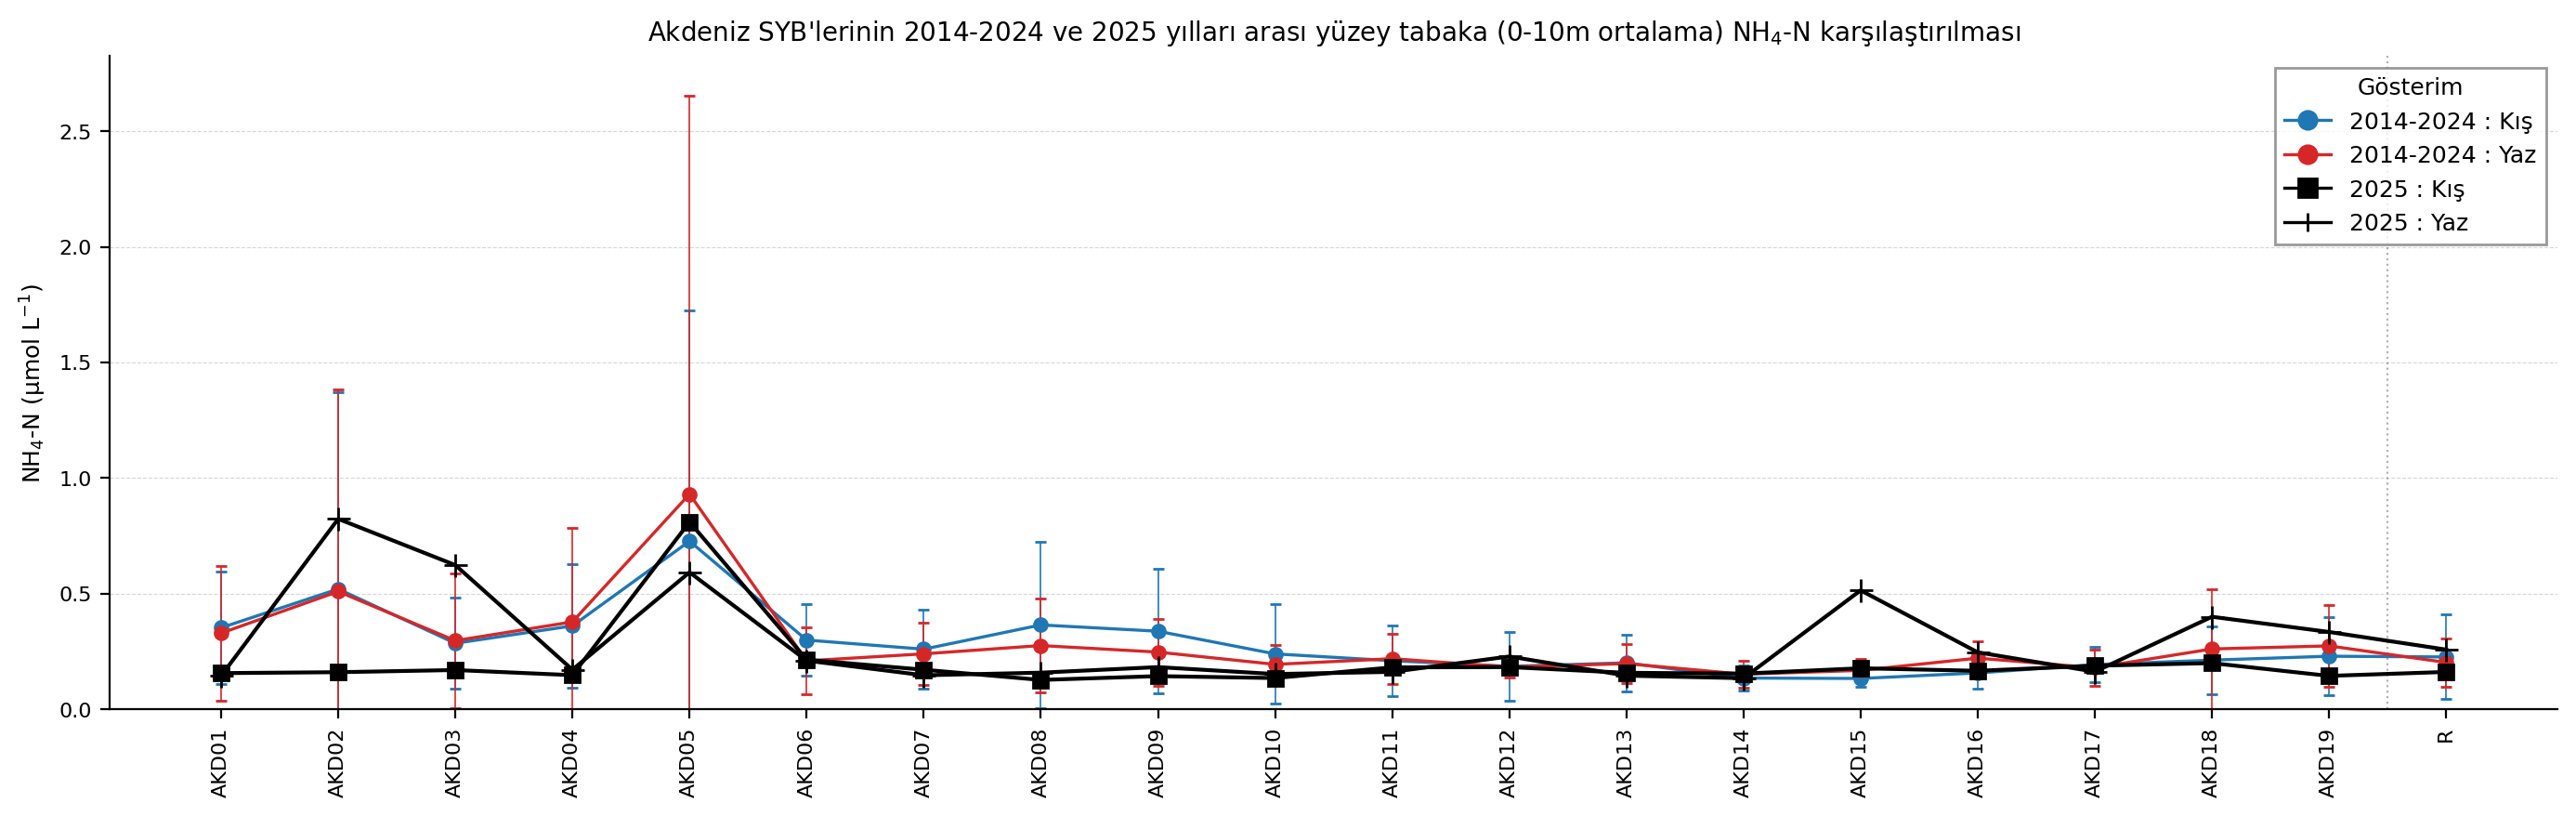 Akdeniz SYB'lerinin 2014-2024 ve 2025 yılları arası yüzey tabaka (0-10m ortalama) NH₄-N karşılaştırılması
Gösterim
2014-2024 : Kış
2014-2024 : Yaz
2025 : Kış
2025 : Yaz
NH₄-N (µmol L⁻¹)
2.5
2.0
1.5
1.0
0.5
0.0
AKD01
AKD02
AKD03
AKD04
AKD05
AKD06
AKD07
AKD08
AKD09
AKD10
AKD11
AKD12
AKD13
AKD14
AKD15
AKD16
AKD17
AKD18
AKD19
R